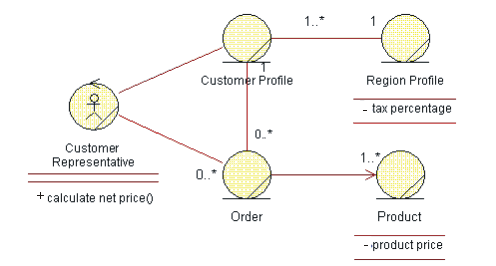 1..*
1
Customer Profile
1
Region Profile
- tax percentage
Customer
Representative
+ calculate net price()
0..*
0..*
1..*
Order
Product
- product price